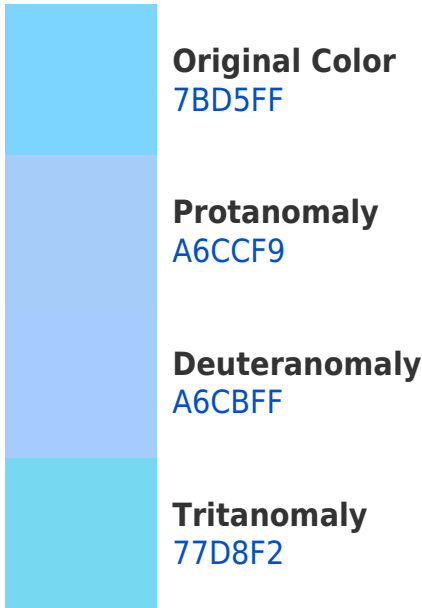 Original Color
7BD5FF
Protanomaly
A6CCF9
Deuteranomaly
A6CBFF
Tritanomaly
77D8F2